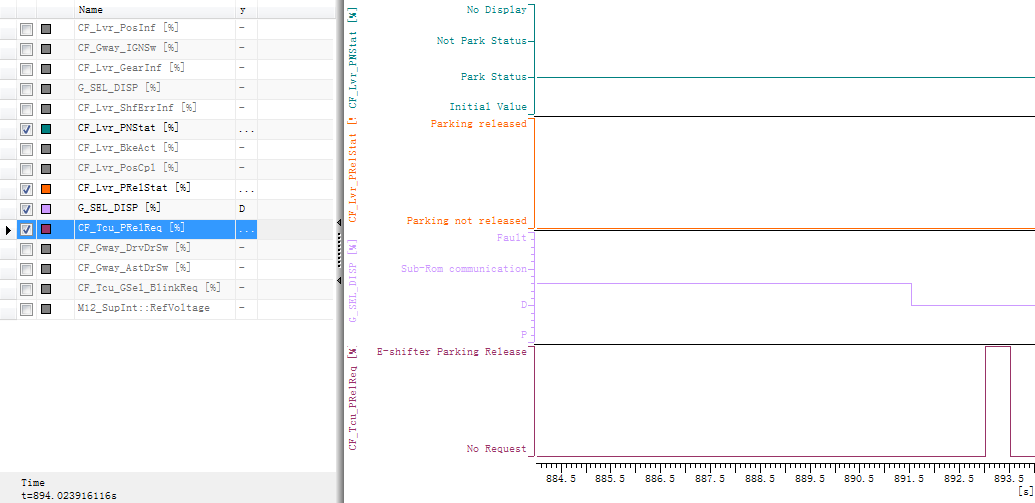 Name y
CF_Lvr_PosInf [%] -
CF_Gway_IGNSw [%] -
CF_Lvr_GearInf [%] -
G_SEL_DISP [%] -
CF_Lvr_ShfErrInf [%] -
CF_Lvr_PNStat [%] ...
CF_Lvr_BkeAct [%] -
CF_Lvr_PosCpl [%] -
CF_Lvr_PRelStat [%] ...
G_SEL_DISP [%] D
CF_Tcu_PRelReq [%] ...
CF_Gway_DrvDrSw [%] -
CF_Gway_AstDrSw [%] -
CF_Tcu_GSel_BlinkReq [%] -
M12_SupInt::RefVoltage -
Time
t=894.023916116s
CF_Lvr_PNStat [%]
No Display
Not Park Status
Park Status
Initial Value
CF_Lvr_PRelStat [%
Parking released
Parking not released
G_SEL_DISP [%]
Fault
Sub-Rom communication
D
P
CF_Tcu_PRelReq [%
E-shifter Parking Release
No Request
884.5 885.5 886.5 887.5 888.5 889.5 890.5 891.5 892.5 893.5
[s]